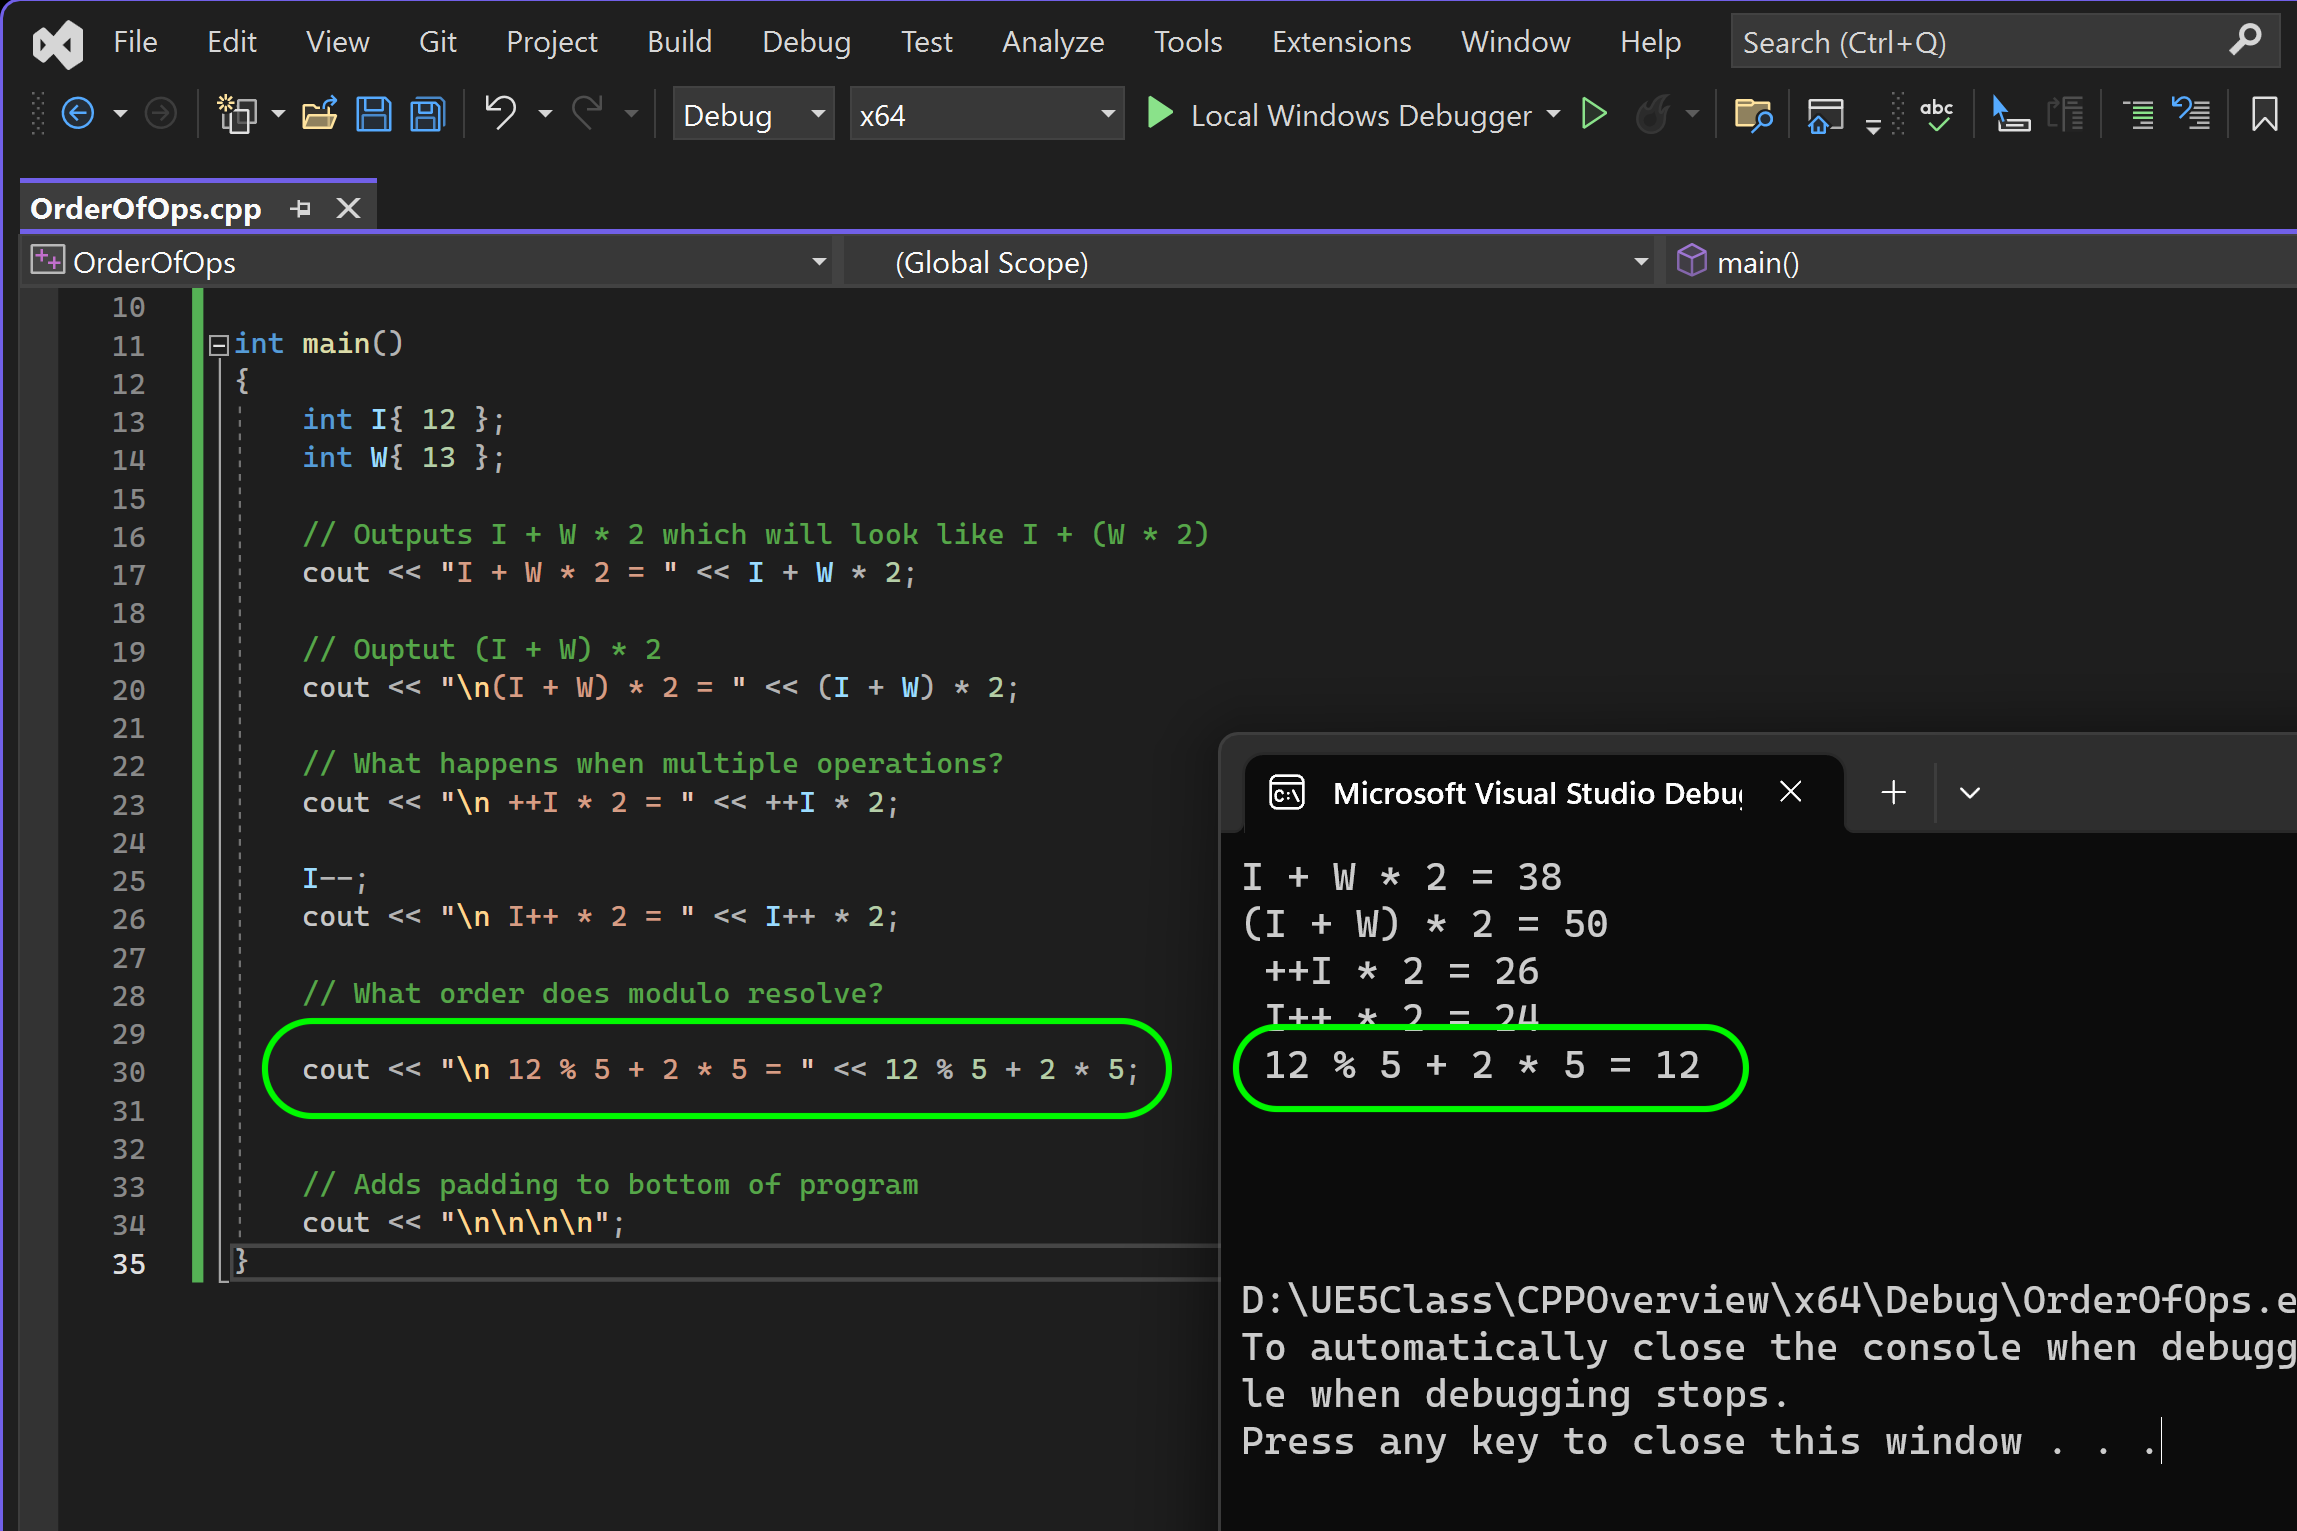 File Edit View Git Project Build Debug Test Analyze Tools Extensions Window Help Search (Ctrl+Q)
Debug x64 Local Windows Debugger abc
OrderOfOps.cpp
OrderOfOps (Global Scope) main()
10
11 int main()
12 {
13 int I{ 12 };
14 int W{ 13 };
15
16 // Outputs I + W * 2 which will look like I + (W * 2)
17 cout << "I + W * 2 = " << I + W * 2;
18
19 // Ouptut (I + W) * 2
20 cout << "\n(I + W) * 2 = " << (I + W) * 2;
21
22 // What happens when multiple operations?
23 cout << "\n ++I * 2 = " << ++I * 2;
24
25 I--;
26 cout << "\n I++ * 2 = " << I++ * 2;
27
28 // What order does modulo resolve?
29
30 cout << "\n 12 % 5 + 2 * 5 = " << 12 % 5 + 2 * 5;
31
32
33 // Adds padding to bottom of program
34 cout << "\n\n\n\n";
35 }
C:\ Microsoft Visual Studio Debu
I + W * 2 = 38
(I + W) * 2 = 50
++I * 2 = 26
I++ * 2 = 24
12 % 5 + 2 * 5 = 12
D:\UE5Class\CPPOverview\x64\Debug\OrderOfOps.e
To automatically close the console when debugg
le when debugging stops.
Press any key to close this window . . .